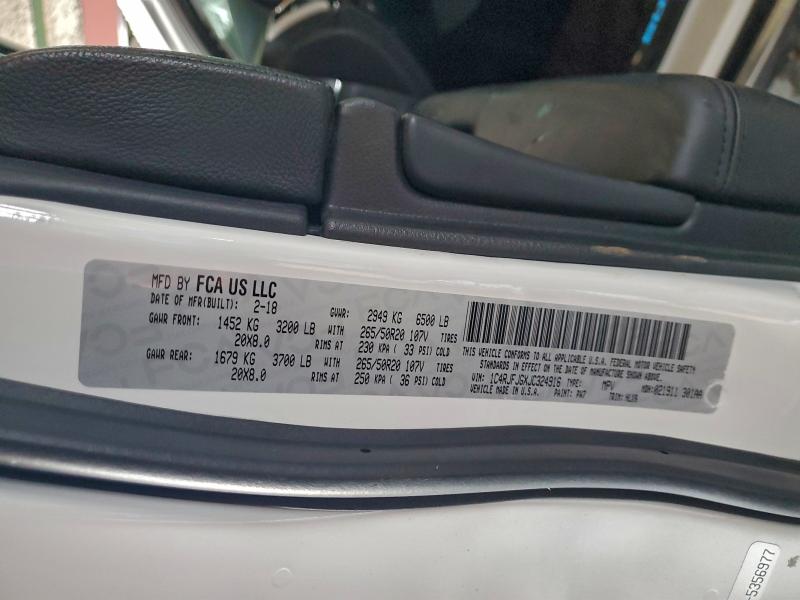 MFD BY FCA US LLC
DATE OF MFR(BUILT): 2-18 GVWR: 2949 KG 6500 LB
GAWR FRONT: 1452 KG 3200 LB WITH 265/50R20 107V TIRES
20X8.0 RIMS AT 230 KPA ( 33 PSI) COLD
GAWR REAR: 1679 KG 3700 LB WITH 265/50R20 107V TIRES
20X8.0 RIMS AT 250 KPA ( 36 PSI) COLD
THIS VEHICLE CONFORMS TO ALL APPLICABLE U.S.A. FEDERAL MOTOR VEHICLE SAFETY
STANDARDS IN EFFECT ON THE DATE OF MANUFACTURE SHOWN ABOVE.
VIN: 1C4RJFJGXJC324916 TYPE: MPV MDH: 021911 301AA
VEHICLE MADE IN U.S.A. PAINT: PW7 TRIM:
-5356977